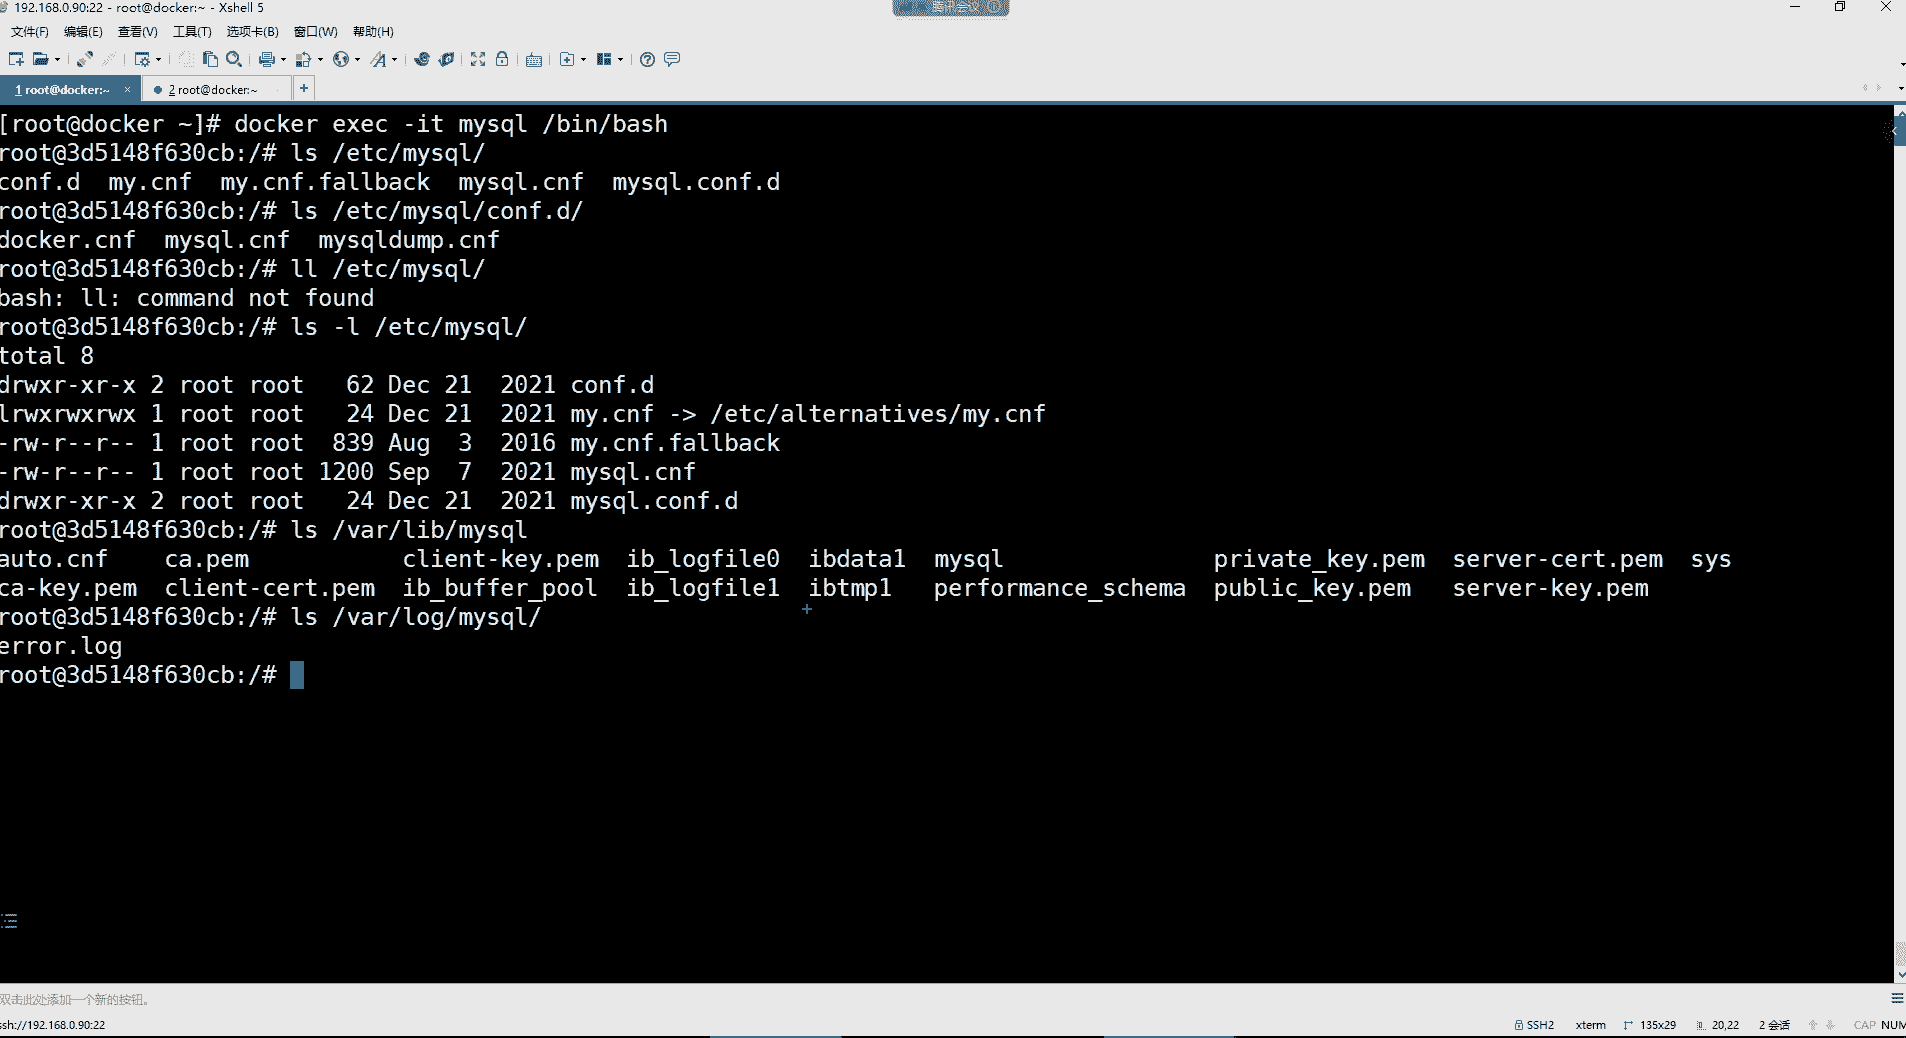 192.168.0.90:22 - root@docker:~ - Xshell 5
腾讯会议
文件(F) 编辑(E) 查看(V) 工具(T) 选项卡(B) 窗口(W) 帮助(H)
1 root@docker:~ × 2 root@docker:~ +
[root@docker ~]# docker exec -it mysql /bin/bash
root@3d5148f630cb:/# ls /etc/mysql/
conf.d  my.cnf  my.cnf.fallback  mysql.cnf  mysql.conf.d
root@3d5148f630cb:/# ls /etc/mysql/conf.d/
docker.cnf  mysql.cnf  mysqldump.cnf
root@3d5148f630cb:/# ll /etc/mysql/
bash: ll: command not found
root@3d5148f630cb:/# ls -l /etc/mysql/
total 8
drwxr-xr-x 2 root root   62 Dec 21  2021 conf.d
lrwxrwxrwx 1 root root   24 Dec 21  2021 my.cnf -> /etc/alternatives/my.cnf
-rw-r--r-- 1 root root  839 Aug  3  2016 my.cnf.fallback
-rw-r--r-- 1 root root 1200 Sep  7  2021 mysql.cnf
drwxr-xr-x 2 root root   24 Dec 21  2021 mysql.conf.d
root@3d5148f630cb:/# ls /var/lib/mysql
auto.cnf    ca.pem           client-key.pem  ib_logfile0  ibdata1  mysql               private_key.pem  server-cert.pem  sys
ca-key.pem  client-cert.pem  ib_buffer_pool  ib_logfile1  ibtmp1   performance_schema  public_key.pem   server-key.pem
root@3d5148f630cb:/# ls /var/log/mysql/
error.log
root@3d5148f630cb:/#
双击此处添加一个新的按钮。
ssh://192.168.0.90:22 SSH2 xterm 135x29 20,22 2 会话 CAP NUM